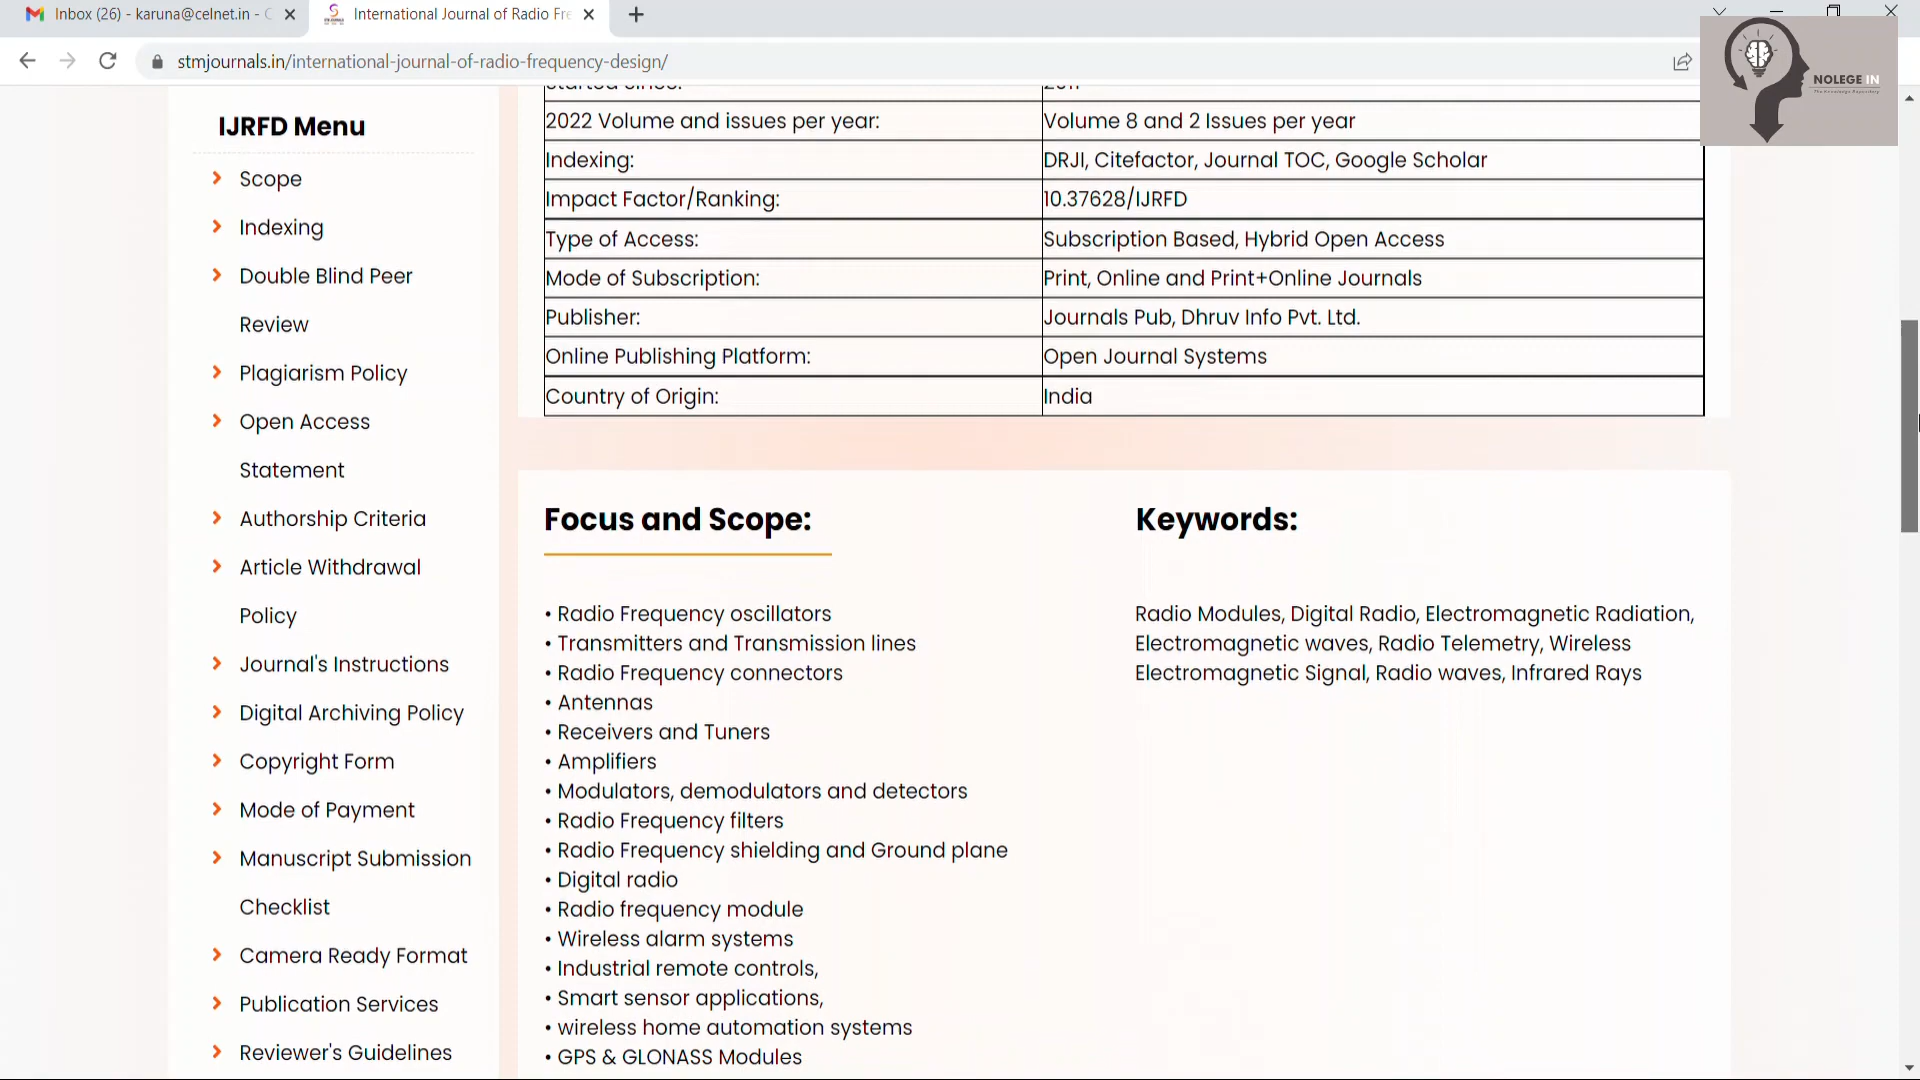 Inbox (26) - karuna@celnet.in - C
International Journal of Radio Fre
stmjournals.in/international-journal-of-radio-frequency-design/
NOLEGE IN
IJRFD Menu
Scope
Indexing
Double Blind Peer
Review
Plagiarism Policy
Open Access
Statement
Authorship Criteria
Article Withdrawal
Policy
Journal's Instructions
Digital Archiving Policy
Copyright Form
Mode of Payment
Manuscript Submission
Checklist
Camera Ready Format
Publication Services
Reviewer's Guidelines
2022 Volume and issues per year: Volume 8 and 2 Issues per year
Indexing: DRJI, Citefactor, Journal TOC, Google Scholar
Impact Factor/Ranking: 10.37628/IJRFD
Type of Access: Subscription Based, Hybrid Open Access
Mode of Subscription: Print, Online and Print+Online Journals
Publisher: Journals Pub, Dhruv Info Pvt. Ltd.
Online Publishing Platform: Open Journal Systems
Country of Origin: India
Focus and Scope:
• Radio Frequency oscillators
• Transmitters and Transmission lines
• Radio Frequency connectors
• Antennas
• Receivers and Tuners
• Amplifiers
• Modulators, demodulators and detectors
• Radio Frequency filters
• Radio Frequency shielding and Ground plane
• Digital radio
• Radio frequency module
• Wireless alarm systems
• Industrial remote controls,
• Smart sensor applications,
• wireless home automation systems
• GPS & GLONASS Modules
Keywords:
Radio Modules, Digital Radio, Electromagnetic Radiation,
Electromagnetic waves, Radio Telemetry, Wireless
Electromagnetic Signal, Radio waves, Infrared Rays